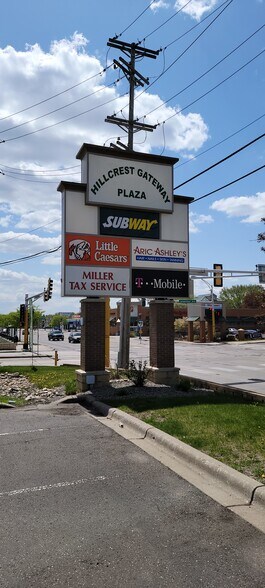 HILLCREST GATEWAY
PLAZA
SUBWAY
Little Caesars
ARIC ASHLEY'S
MILLER
TAX SERVICE
T Mobile